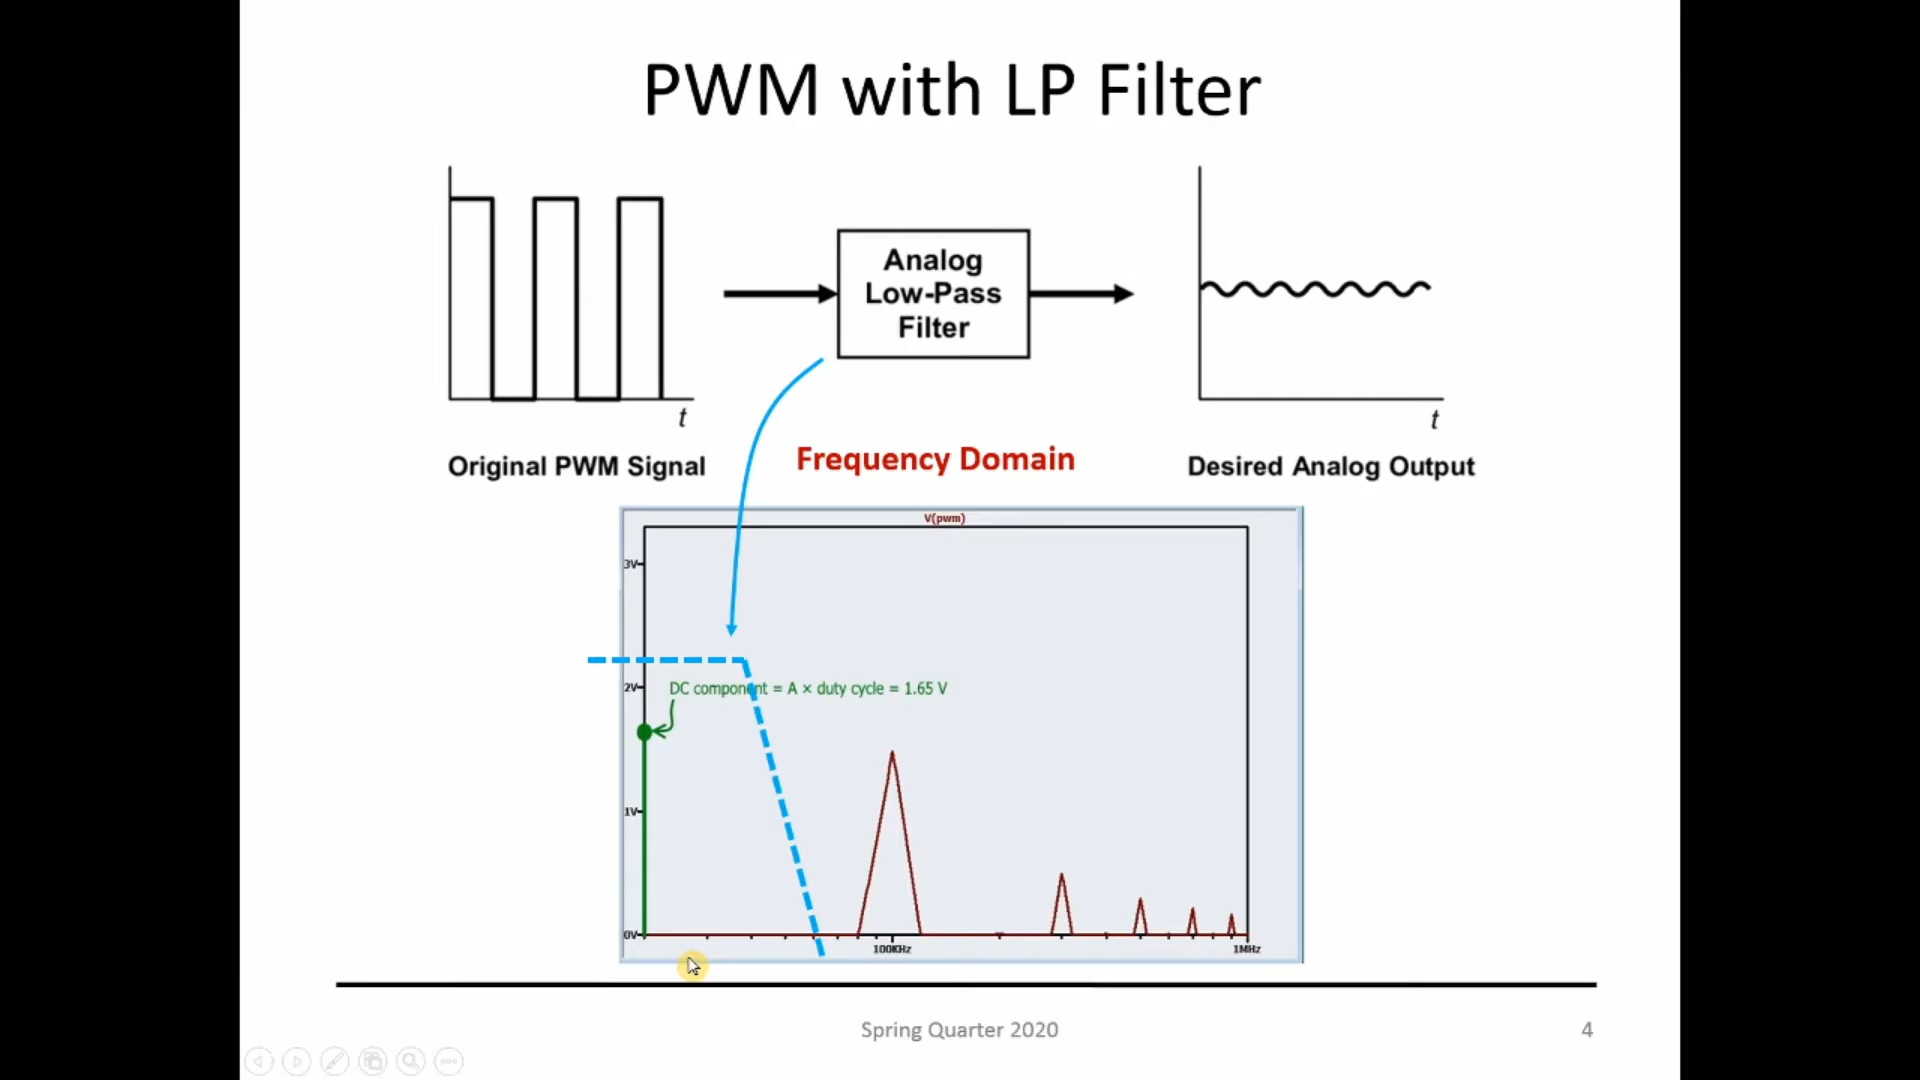 PWM with LP Filter
Analog
Low-Pass
Filter
t
t
Original PWM Signal
Frequency Domain
Desired Analog Output
V(pwm)
3V
2V
DC component = A × duty cycle = 1.65 V
1V
0V
100KHz
1MHz
Spring Quarter 2020
4